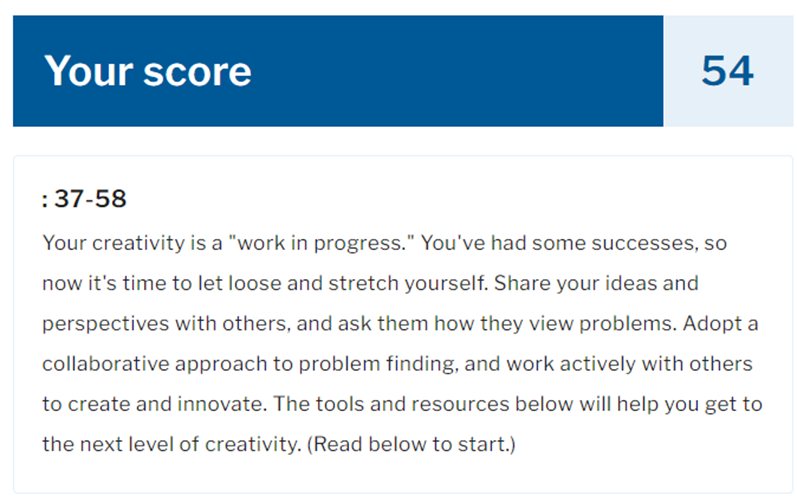 Your score
54
: 37-58
Your creativity is a "work in progress." You've had some successes, so
now it's time to let loose and stretch yourself. Share your ideas and
perspectives with others, and ask them how they view problems. Adopt a
collaborative approach to problem finding, and work actively with others
to create and innovate. The tools and resources below will help you get to
the next level of creativity. (Read below to start.)